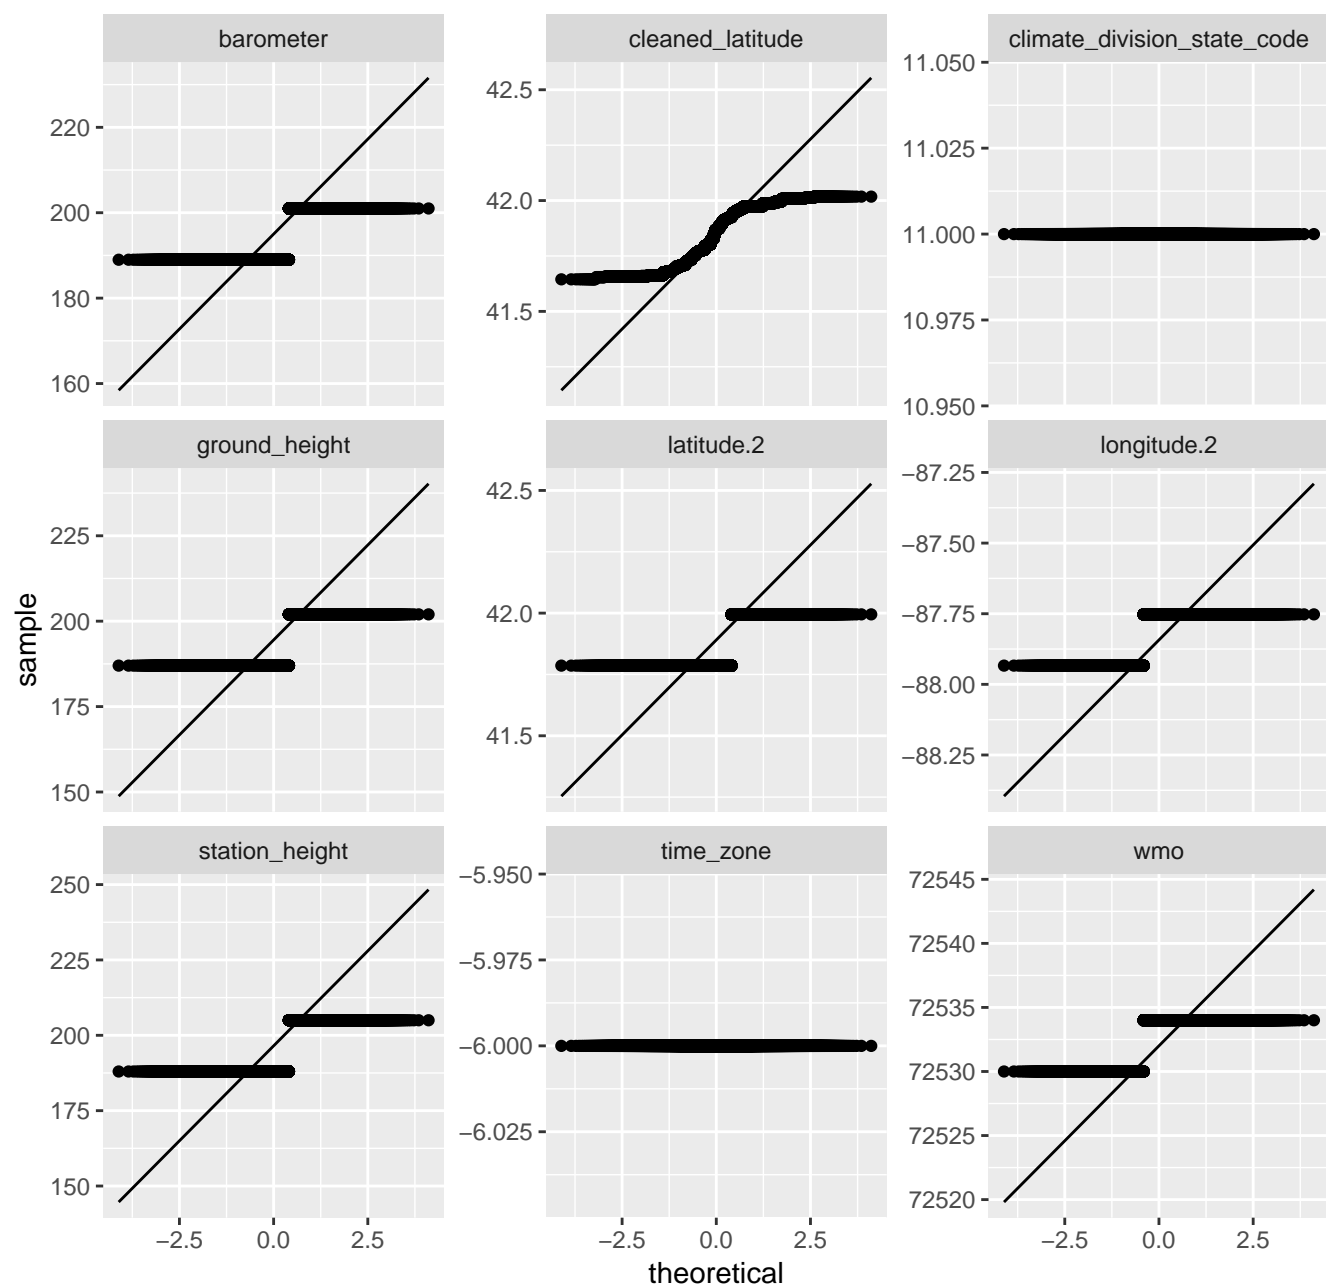 barometer
cleaned_latitude
climate_division_state_code
220
200
180
160
42.5
42.0
41.5
11.050
11.025
11.000
10.975
10.950
ground_height
latitude.2
longitude.2
225
200
175
150
42.5
42.0
41.5
−87.25
−87.50
−87.75
−88.00
−88.25
sample
station_height
time_zone
wmo
250
225
200
175
150
−5.950
−5.975
−6.000
−6.025
72545
72540
72535
72530
72525
72520
−2.5 0.0 2.5
−2.5 0.0 2.5
−2.5 0.0 2.5
theoretical